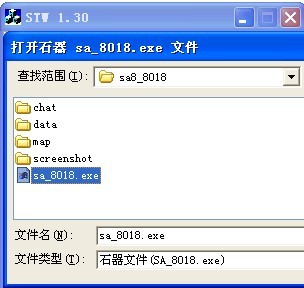 STW 1.30
打开石器 sa_8018.exe 文件
查找范围(I): sa8_8018
chat
data
map
screenshot
sa_8018.exe
文件名(N): sa_8018.exe
文件类型(T): 石器文件(SA_8018.exe)